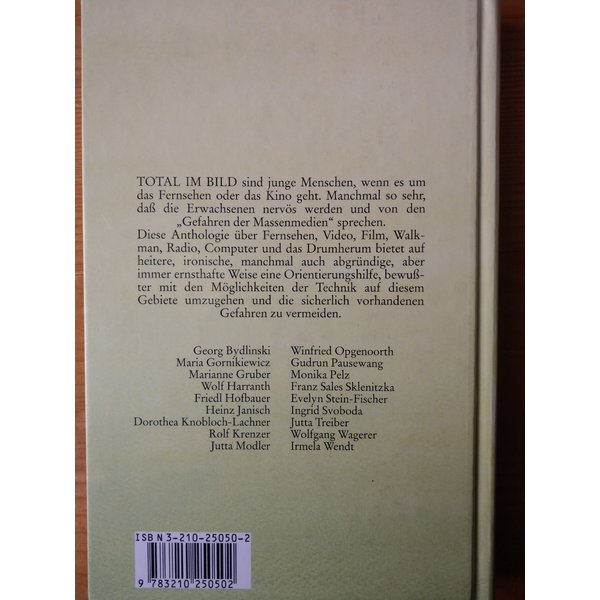 TOTAL IM BILD sind junge Menschen, wenn es um
das Fernsehen oder das Kino geht. Manchmal so sehr,
daß die Erwachsenen nervös werden und von den
„Gefahren der Massenmedien“ sprechen.
Diese Anthologie über Fernsehen, Video, Film, Walk-
man, Radio, Computer und das Drumherum bietet auf
heitere, ironische, manchmal auch abgründige, aber
immer ernsthafte Weise eine Orientierungshilfe, bewuß-
ter mit den Möglichkeiten der Technik auf diesem
Gebiete umzugehen und die sicherlich vorhandenen
Gefahren zu vermeiden.
Georg Bydlinski
Maria Gornikiewicz
Marianne Gruber
Wolf Harranth
Friedl Hofbauer
Heinz Janisch
Dorothea Knobloch-Lachner
Rolf Krenzer
Jutta Modler
Winfried Opgenoorth
Gudrun Pausewang
Monika Pelz
Franz Sales Sklenitzka
Evelyn Stein-Fischer
Ingrid Svoboda
Jutta Treiber
Wolfgang Wagerer
Irmela Wendt
ISBN 3-210-25050-2
9 783210 250502